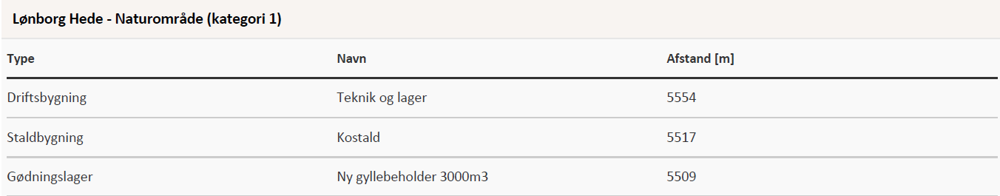 Lønborg Hede - Naturområde (kategori 1)
Type Navn Afstand [m]
Driftsbygning Teknik og lager 5554
Staldbygning Kostald 5517
Gødningslager Ny gyllebeholder 3000m3 5509